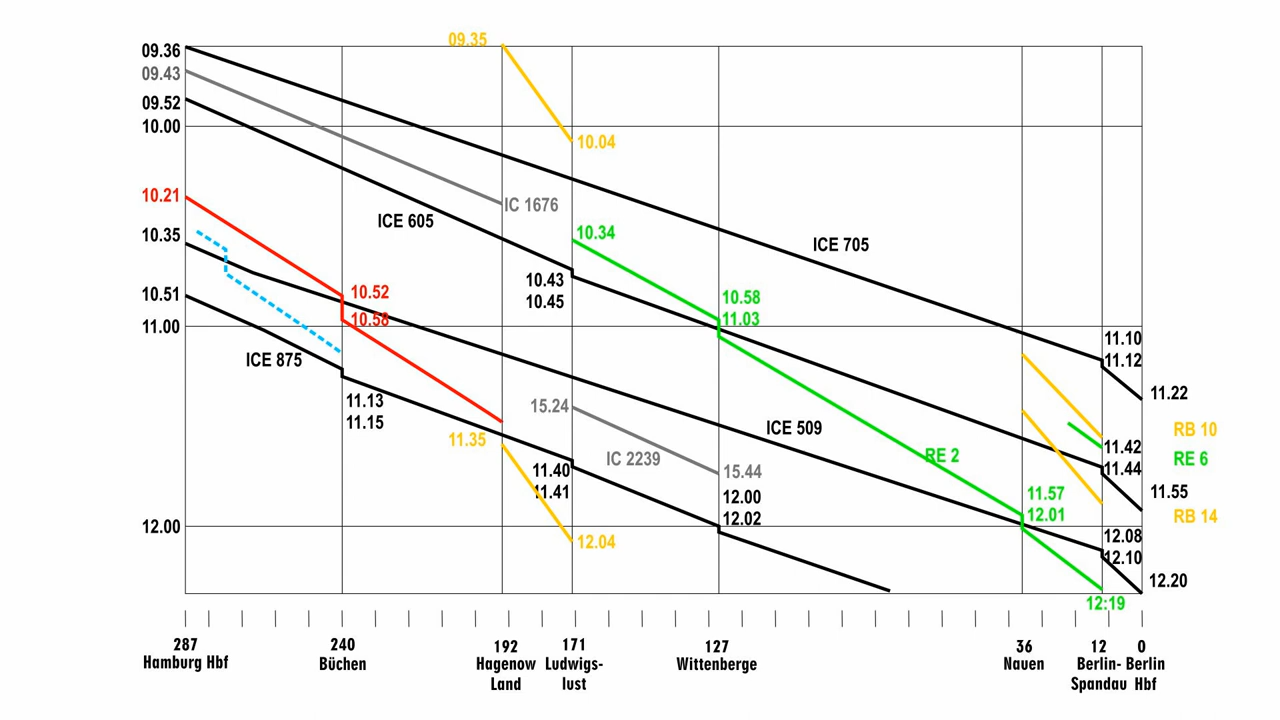 09.35
09.36
09.43
09.52
10.00
10.04
10.21
IC 1676
ICE 605
10.34
10.35
ICE 705
10.43
10.45
10.51
10.52
10.58
10.58
11.03
11.00
11.10
11.12
ICE 875
11.22
11.13
11.15
15.24
ICE 509
RB 10
11.35
11.42
11.44
RE 2
RE 6
IC 2239
15.44
11.40
11.41
11.55
12.00
12.02
11.57
12.01
RB 14
12.00
12.04
12.08
12.10
12.20
12:19
287
240
192
171
127
36
12
0
Hamburg Hbf
Büchen
Hagenow
Land
Ludwigs-
lust
Wittenberge
Nauen
Berlin-
Spandau
Berlin
Hbf